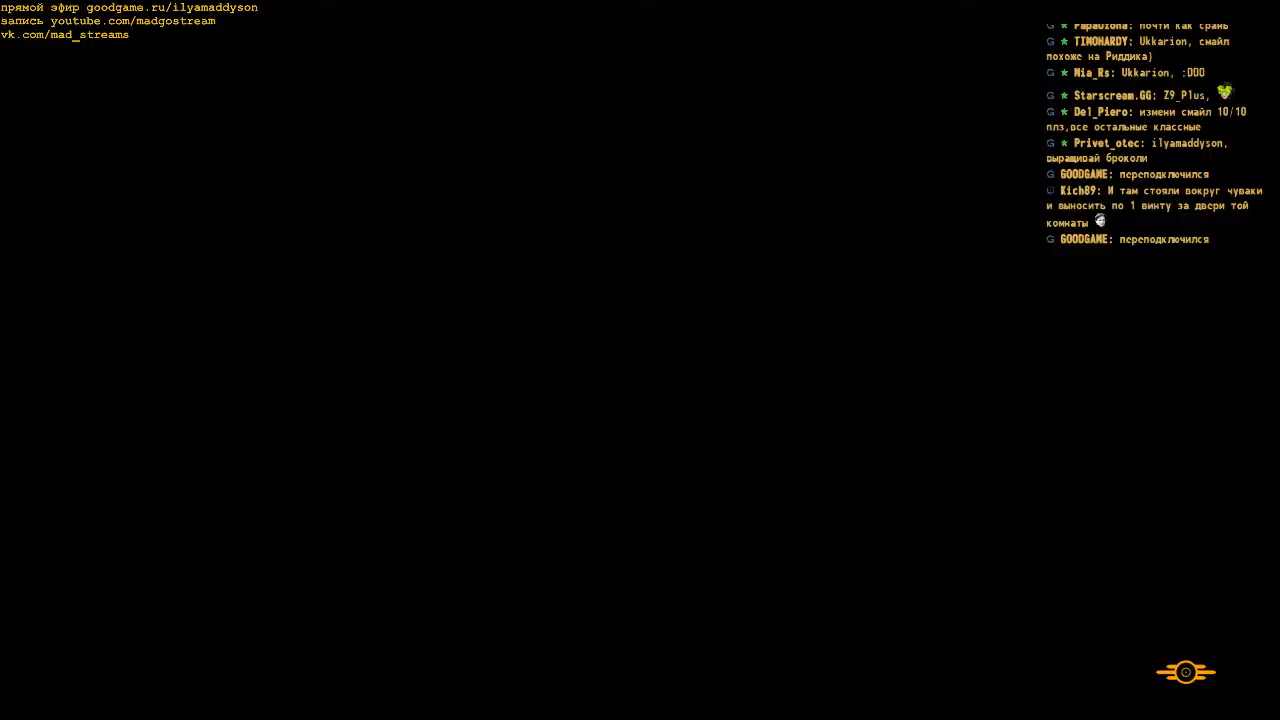 прямой эфир goodgame.ru/ilyamaddyson
запись youtube.com/madgostream
vk.com/mad_streams
почти как срань
TIMOHARDY: Ukkarion, смайл
похоже на Риддика)
Mia_Rs: Ukkarion, :DDD
Starscream.GG: Z9_Plus,
Del_Piero: измени смайл 10/10
плз,все остальные классные
Privet_otec: ilyamaddyson,
выращивай броколи
GOODGAME: переподключился
Kich89: И там стояли вокруг чуваки
и выносить по 1 винту за двери той
комнаты
GOODGAME: переподключился